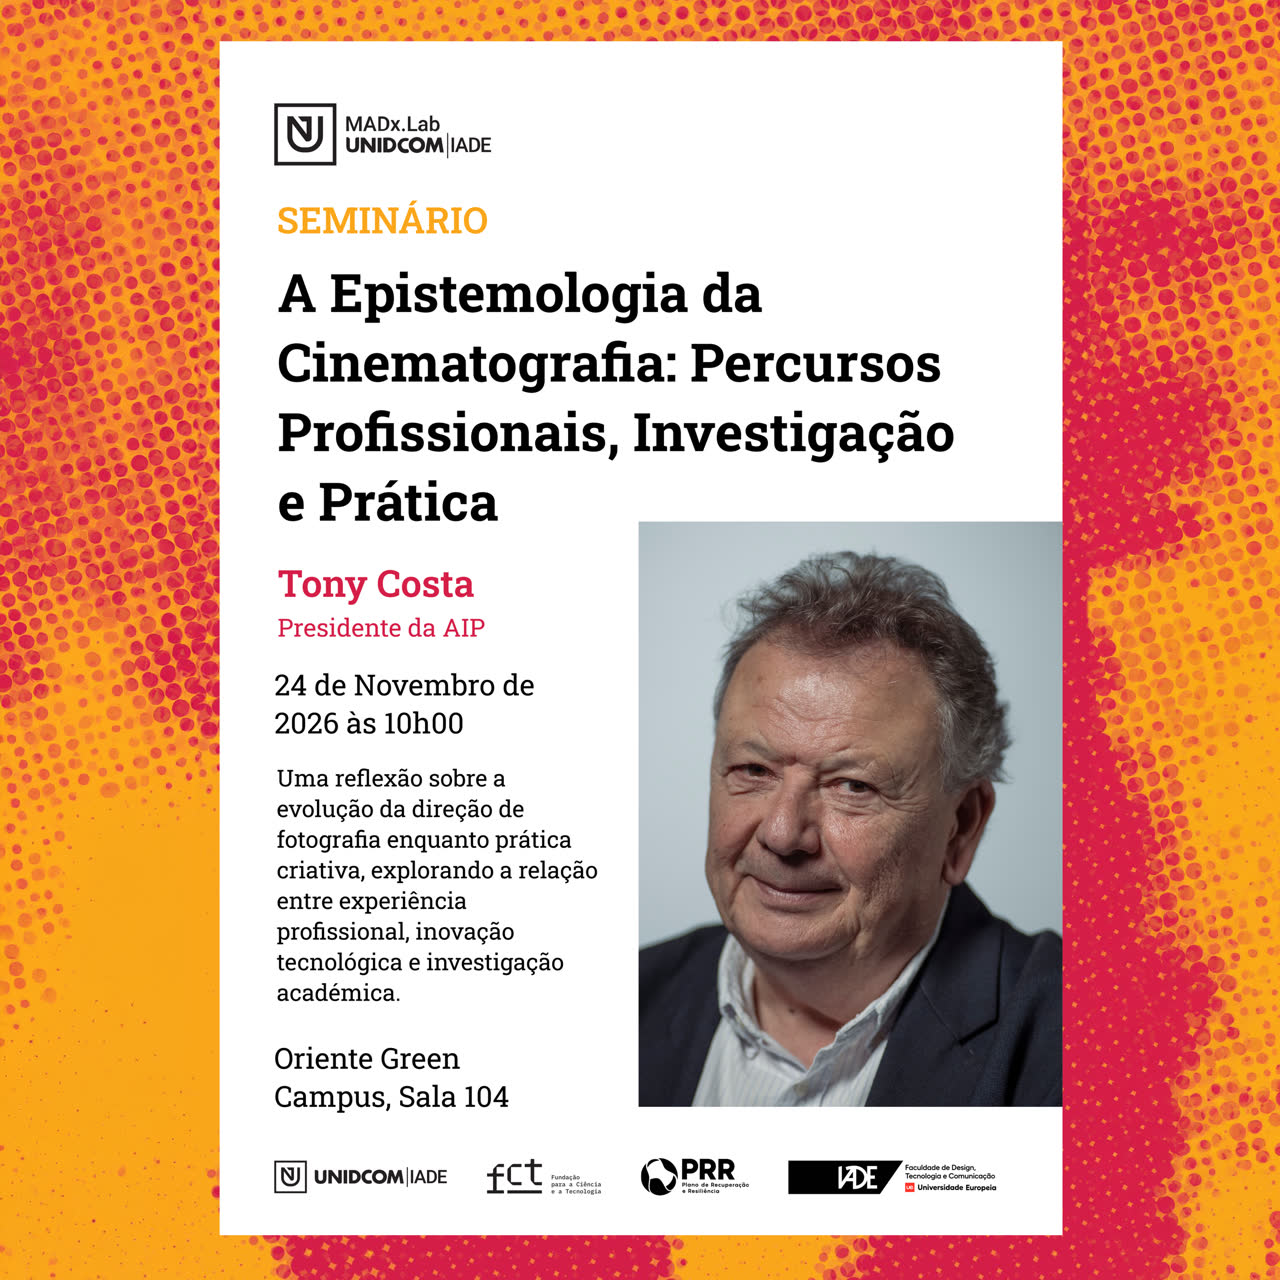 MADx.Lab
UNIDCOM|IADE
SEMINÁRIO
A Epistemologia da
Cinematografia: Percursos
Profissionais, Investigação
e Prática
Tony Costa
Presidente da AIP
24 de Novembro de
2026 às 10h00
Uma reflexão sobre a
evolução da direção de
fotografia enquanto prática
criativa, explorando a relação
entre experiência
profissional, inovação
tecnológica e investigação
académica.
Oriente Green
Campus, Sala 104
UNIDCOM|IADE
fct
Fundação
para a Ciência
e a Tecnologia
PRR
Plano de Recuperação
e Resiliência
IADE
Faculdade de Design,
Tecnologia e Comunicação
ue Universidade Europeia